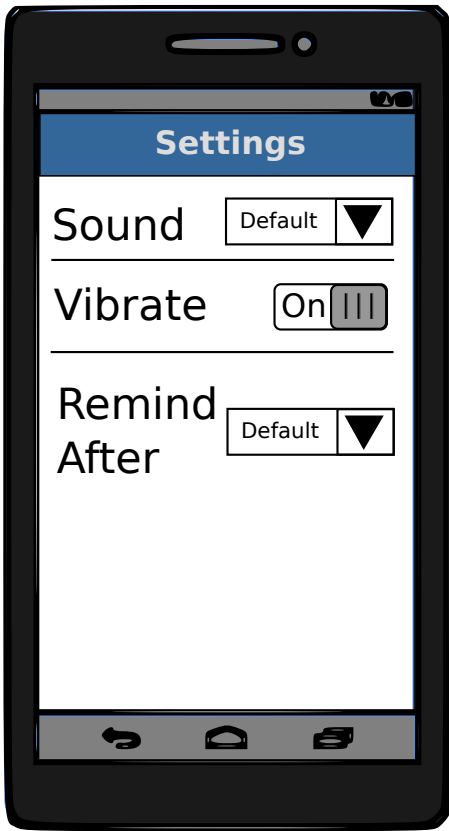 Settings
Sound Default
Vibrate On
Remind
After Default